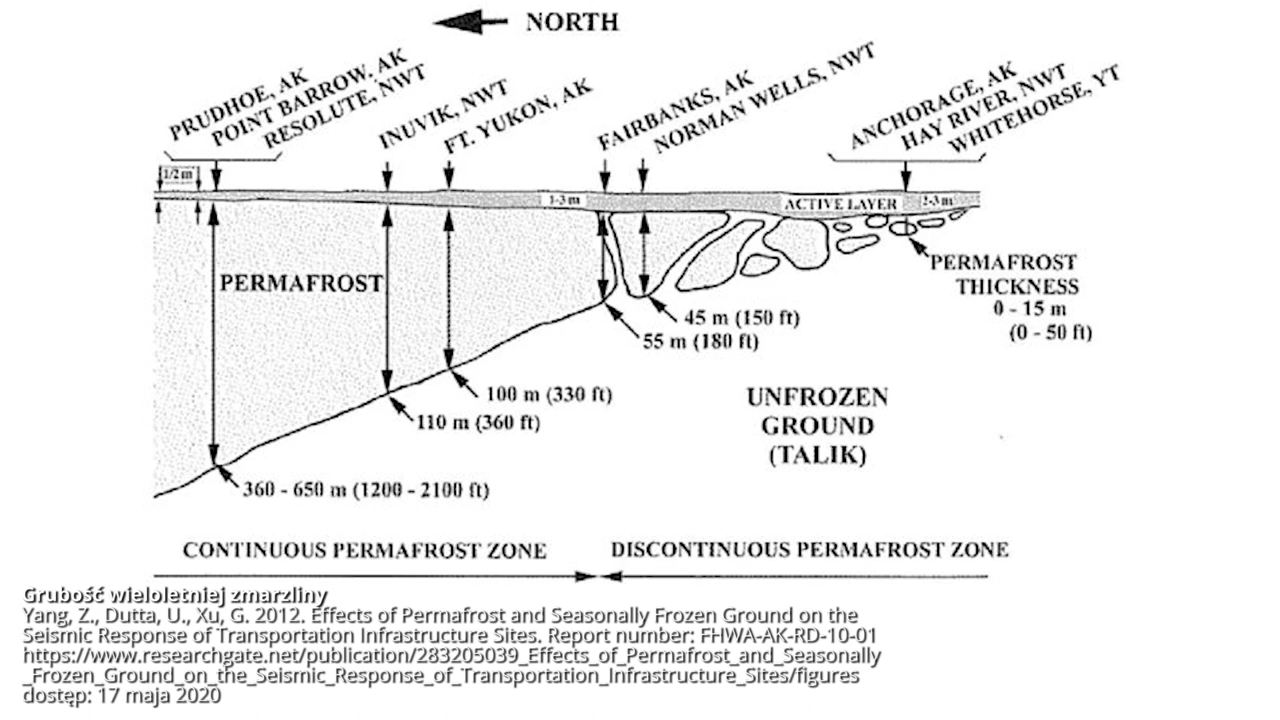 NORTH
PRUDHOE, AK
POINT BARROW, AK
RESOLUTE, NWT
INUVIK, NWT
FT. YUKON, AK
FAIRBANKS, AK
NORMAN WELLS, NWT
ANCHORAGE, AK
HAY RIVER, NWT
WHITEHORSE, YT
1/2 m
1-3 m
ACTIVE LAYER
2-3 m
PERMAFROST
PERMAFROST
THICKNESS
0 - 15 m
(0 - 50 ft)
45 m (150 ft)
55 m (180 ft)
100 m (330 ft)
110 m (360 ft)
360 - 650 m (1200 - 2100 ft)
UNFROZEN
GROUND
(TALIK)
CONTINUOUS PERMAFROST ZONE
DISCONTINUOUS PERMAFROST ZONE
Grubość wieloletniej zmarzliny
Yang, Z., Dutta, U., Xu, G. 2012. Effects of Permafrost and Seasonally Frozen Ground on the
Seismic Response of Transportation Infrastructure Sites. Report number: FHWA-AK-RD-10-01
https://www.researchgate.net/publication/283205039_Effects_of_Permafrost_and_Seasonally
_Frozen_Ground_on_the_Seismic_Response_of_Transportation_Infrastructure_Sites/figures
dostęp: 17 maja 2020